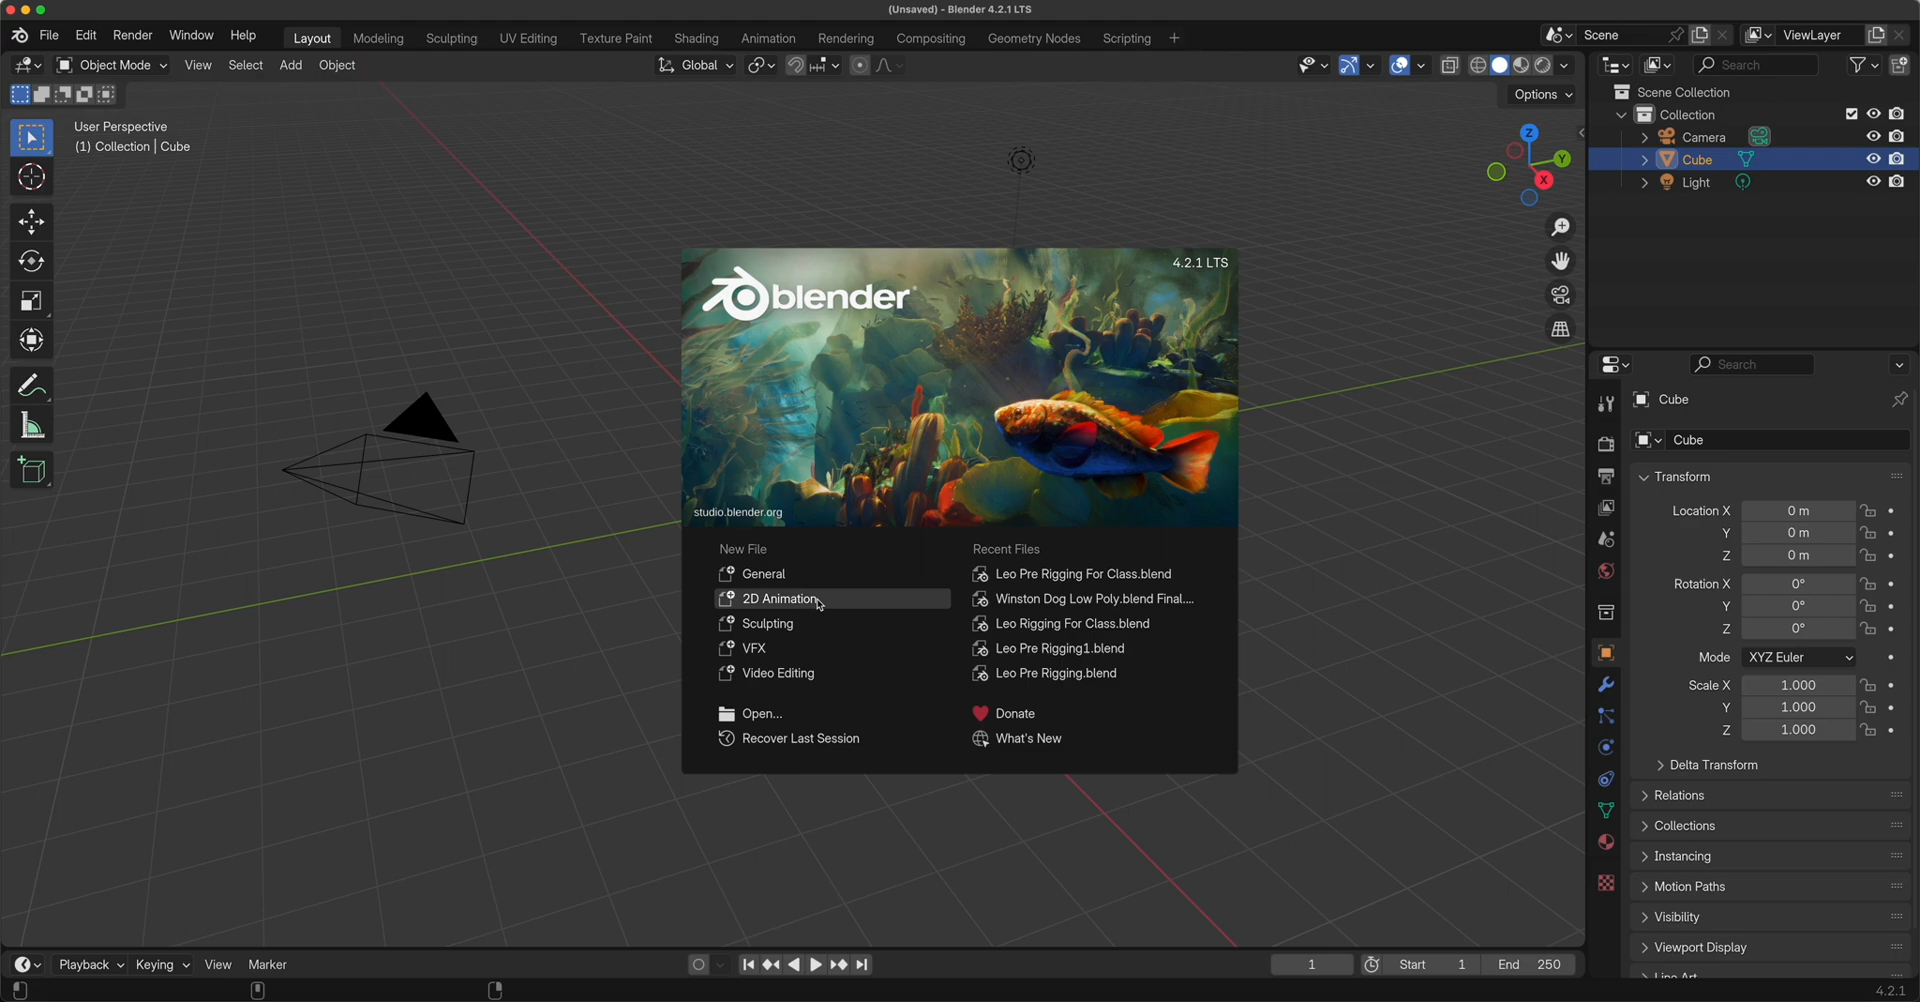 (Unsaved) - Blender 4.2.1 LTS
File Edit Render Window Help Layout Modeling Sculpting UV Editing Texture Paint Shading Animation Rendering Compositing Geometry Nodes Scripting + Scene ViewLayer
Object Mode View Select Add Object Global Search
Options
User Perspective
(1) Collection | Cube
Z
Y
X
Scene Collection
Collection
Camera
Cube
Light
4.2.1 LTS
blender
studio.blender.org
New File
General
2D Animation
Sculpting
VFX
Video Editing
Open...
Recover Last Session
Recent Files
Leo Pre Rigging For Class.blend
Winston Dog Low Poly.blend Final....
Leo Rigging For Class.blend
Leo Pre Rigging1.blend
Leo Pre Rigging.blend
Donate
What's New
Search
Cube
Cube
Transform
Location X 0 m
Y 0 m
Z 0 m
Rotation X 0°
Y 0°
Z 0°
Mode XYZ Euler
Scale X 1.000
Y 1.000
Z 1.000
Delta Transform
Relations
Collections
Instancing
Motion Paths
Visibility
Viewport Display
Line Art
Playback Keying View Marker 1 Start 1 End 250
4.2.1